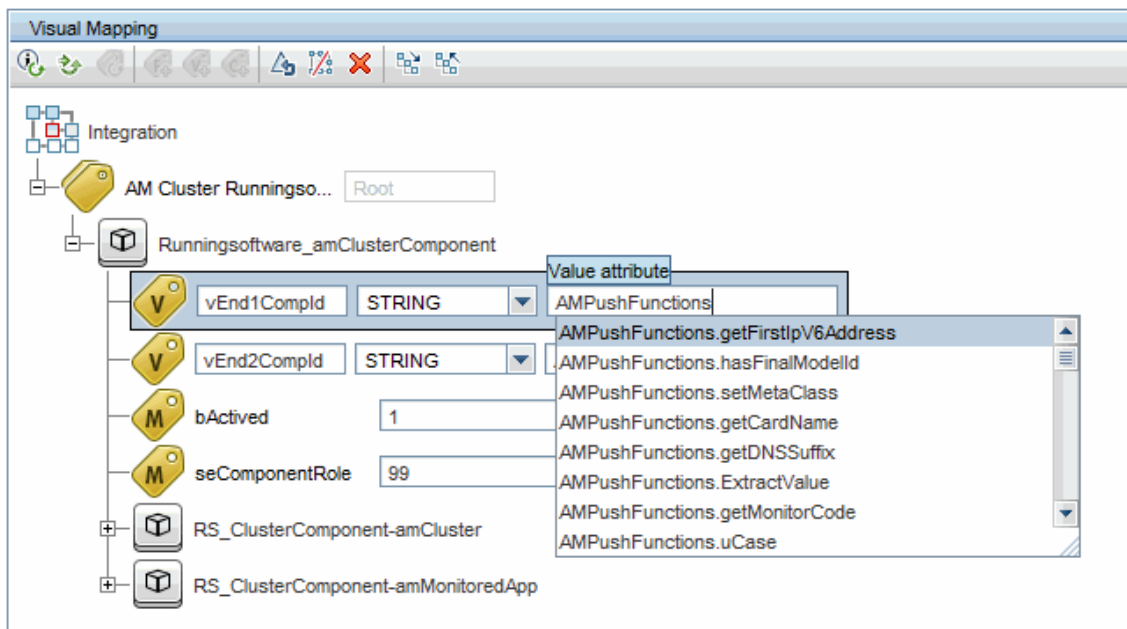 Visual Mapping
Integration
AM Cluster Runningso... Root
Runningsoftware_amClusterComponent
Value attribute
V vEnd1CompId STRING AMPushFunctions
AMPushFunctions.getFirstIpV6Address
V vEnd2CompId STRING
AMPushFunctions.hasFinalModelId
AMPushFunctions.setMetaClass
M bActived 1
AMPushFunctions.getCardName
AMPushFunctions.getDNSSuffix
M seComponentRole 99
AMPushFunctions.ExtractValue
AMPushFunctions.getMonitorCode
RS_ClusterComponent-amCluster
AMPushFunctions.uCase
RS_ClusterComponent-amMonitoredApp